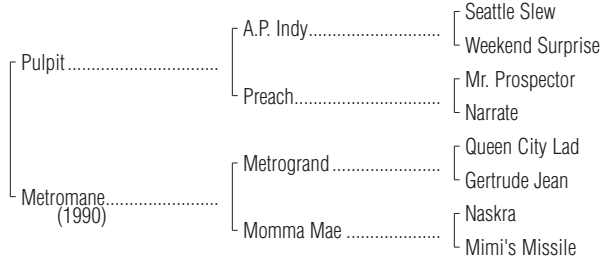 Seattle Slew
A.P. Indy
Weekend Surprise
Pulpit
Mr. Prospector
Preach
Narrate
Queen City Lad
Metrogrand
Gertrude Jean
Metromane
(1990)
Naskra
Momma Mae
Mimi's Missile